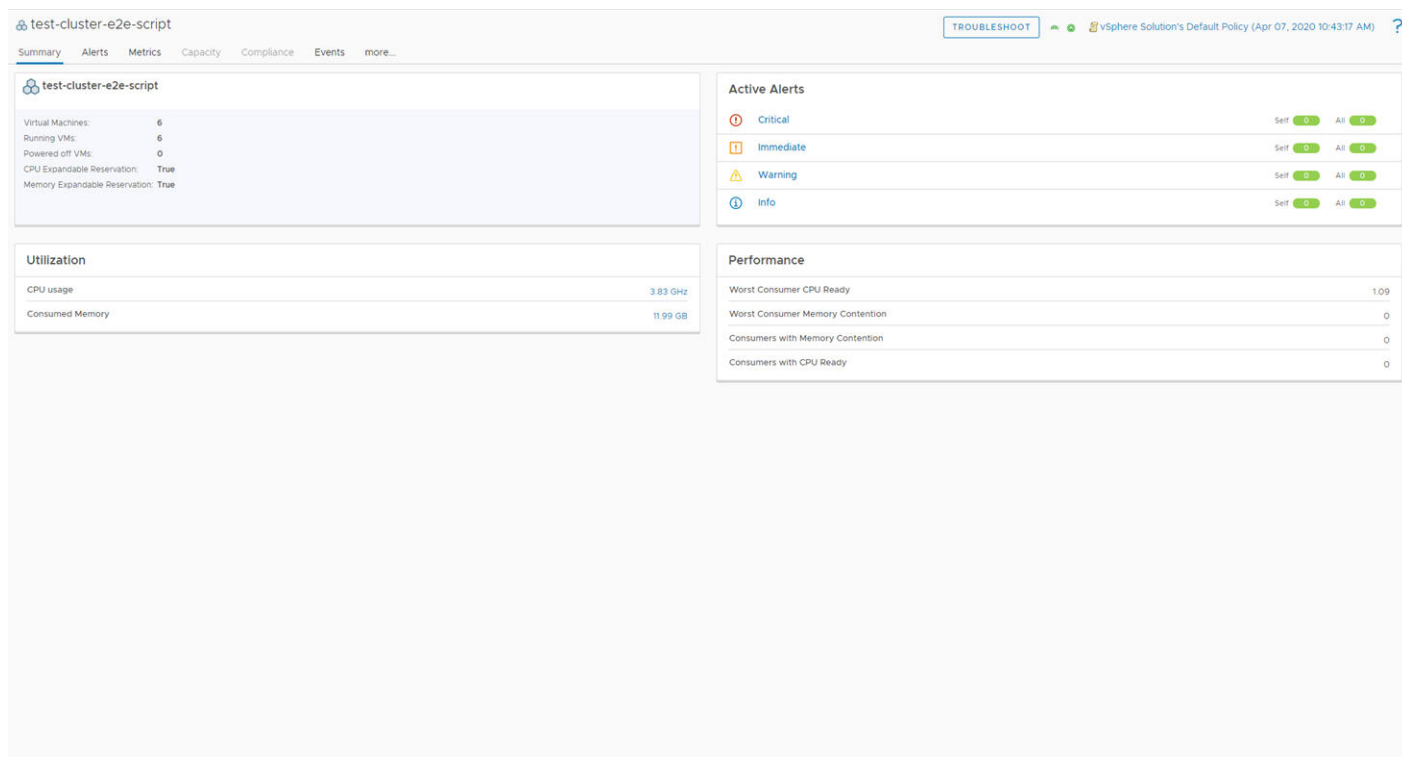 test-cluster-e2e-script
TROUBLESHOOT
vSphere Solution's Default Policy (Apr 07, 2020 10:43:17 AM)
?
Summary Alerts Metrics Capacity Compliance Events more...
test-cluster-e2e-script
Virtual Machines: 6
Running VMs: 6
Powered off VMs: 0
CPU Expandable Reservation: True
Memory Expandable Reservation: True
Active Alerts
Critical Self 0 All 0
Immediate Self 0 All 0
Warning Self 0 All 0
Info Self 0 All 0
Utilization
CPU usage 3.83 GHz
Consumed Memory 11.99 GB
Performance
Worst Consumer CPU Ready 1.09
Worst Consumer Memory Contention 0
Consumers with Memory Contention 0
Consumers with CPU Ready 0